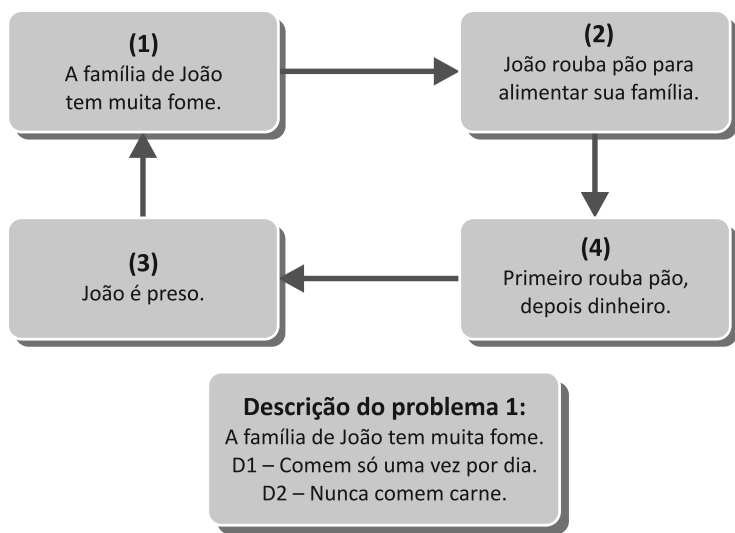 (1)
A família de João
tem muita fome.
(2)
João rouba pão para
alimentar sua família.
(3)
João é preso.
(4)
Primeiro rouba pão,
depois dinheiro.
Descrição do problema 1:
A família de João tem muita fome.
D1 – Comem só uma vez por dia.
D2 – Nunca comem carne.